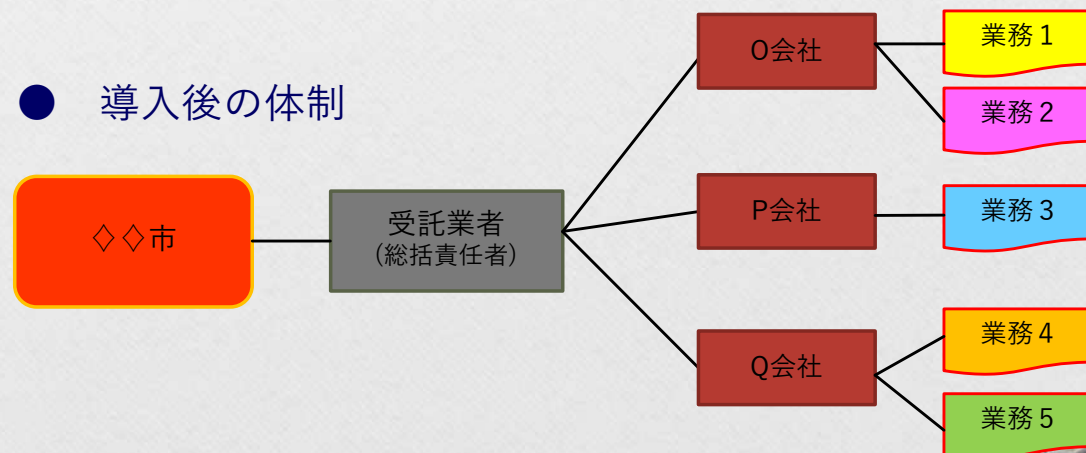 ● 導入後の体制
◇◇市
受託業者
（総括責任者）
O会社
P会社
Q会社
業務１
業務２
業務３
業務４
業務５